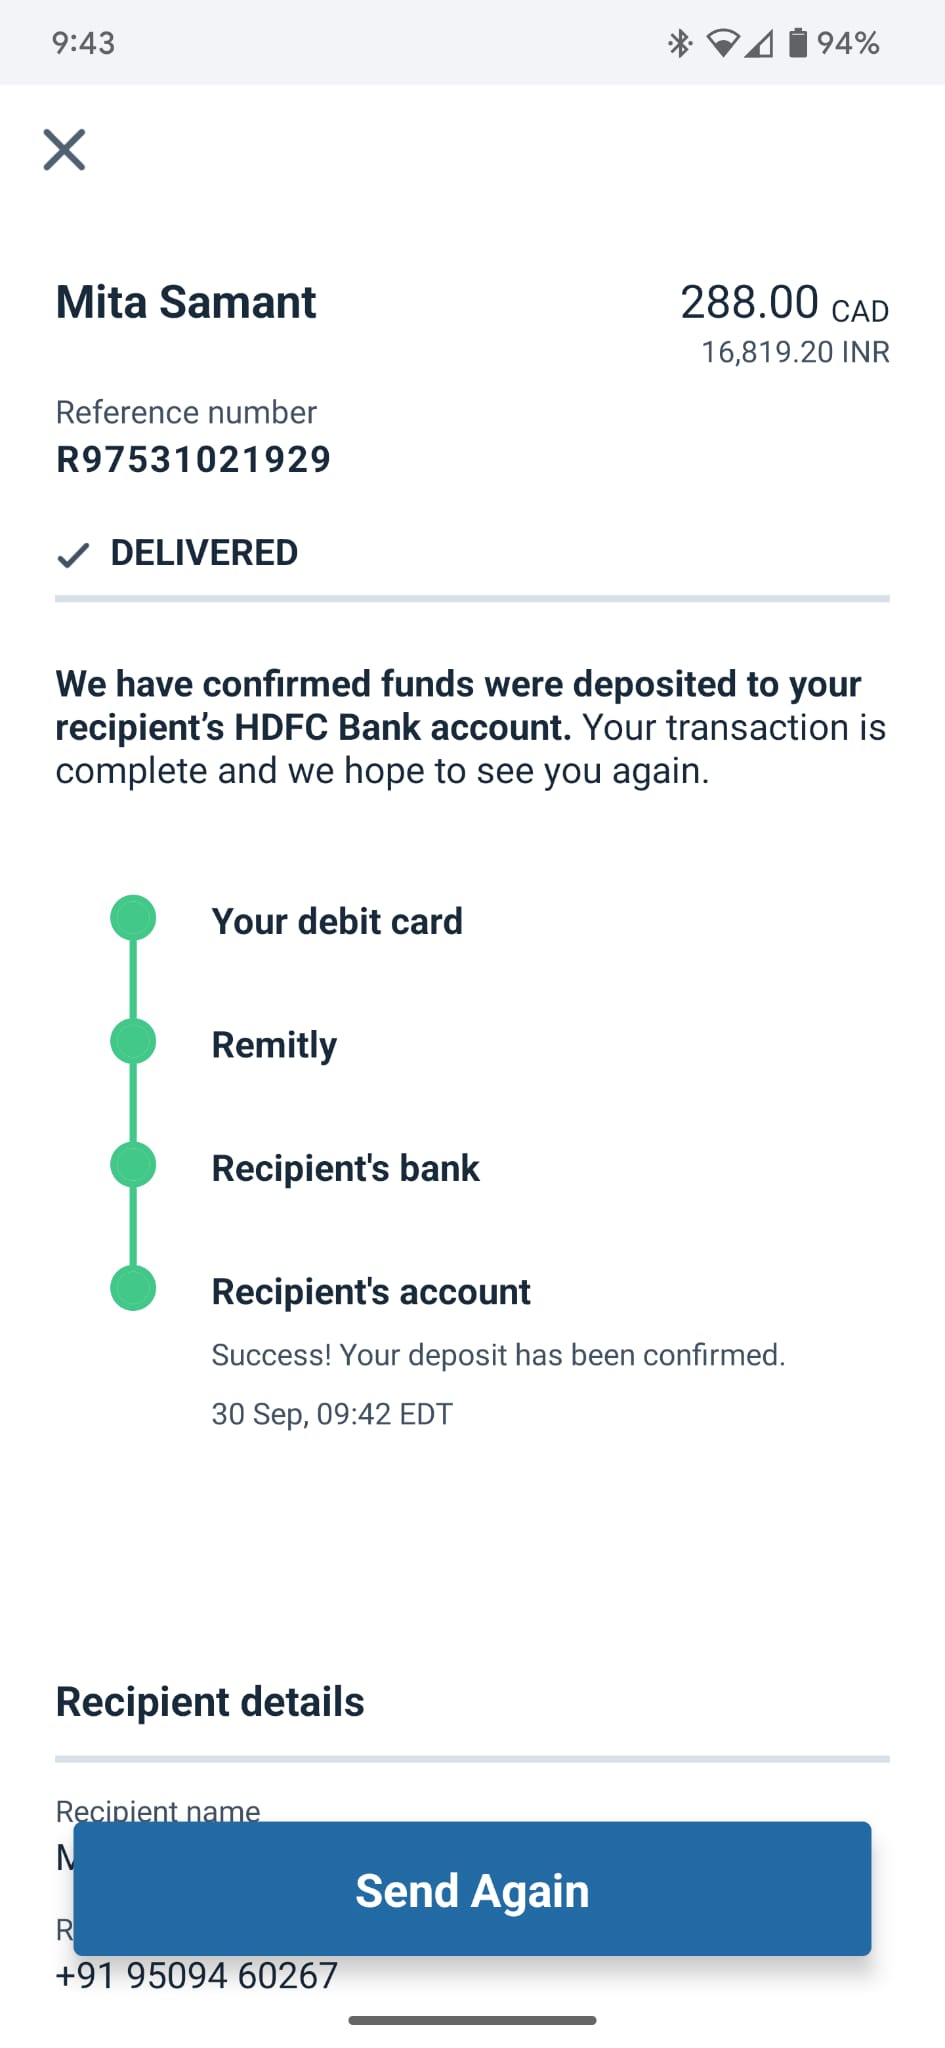 9:43
94%
Mita Samant
288.00 CAD
16,819.20 INR
Reference number
R97531021929
DELIVERED
We have confirmed funds were deposited to your
recipient’s HDFC Bank account. Your transaction is
complete and we hope to see you again.
Your debit card
Remitly
Recipient's bank
Recipient's account
Success! Your deposit has been confirmed.
30 Sep, 09:42 EDT
Recipient details
Recipient name
Send Again
+91 95094 60267